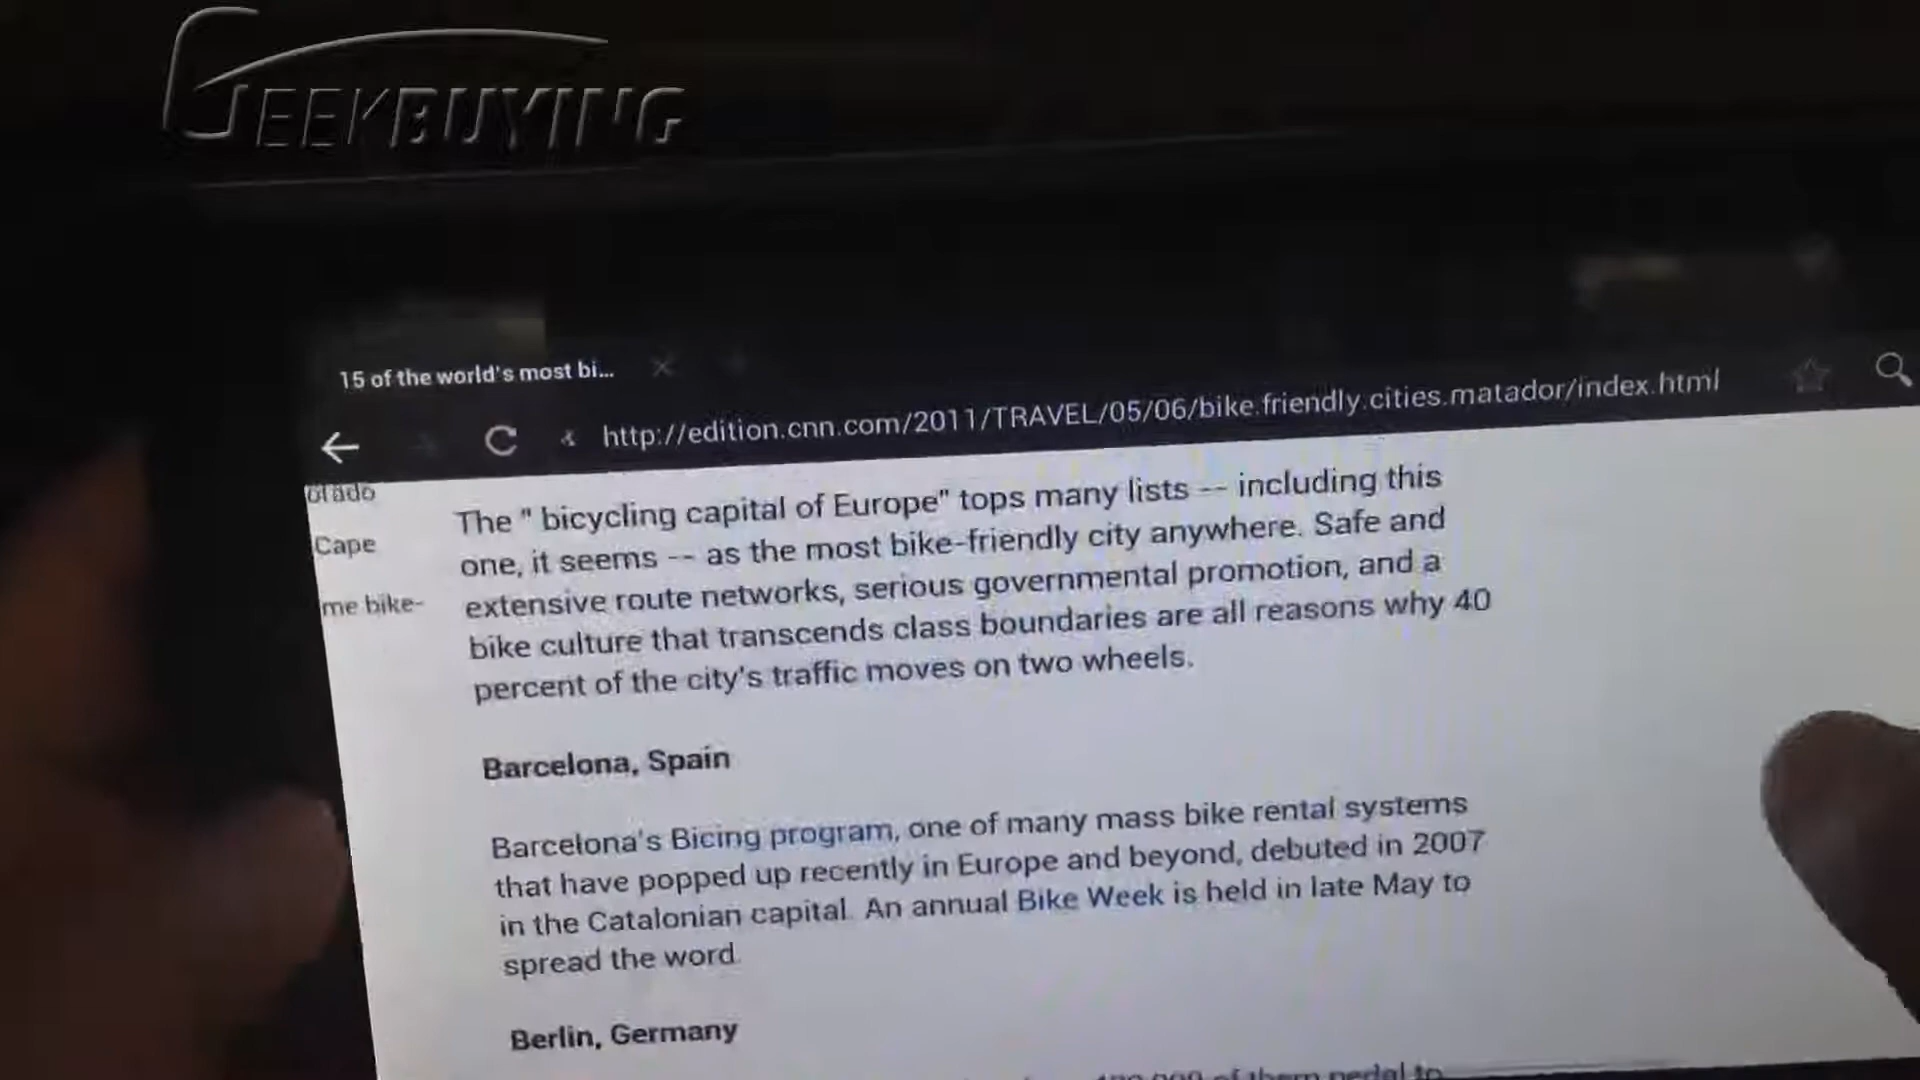 GEEKBUYING
15 of the world's most bi...
http://edition.cnn.com/2011/TRAVEL/05/06/bike.friendly.cities.matador/index.html
orado
Cape
me bike-
The " bicycling capital of Europe" tops many lists -- including this
one, it seems -- as the most bike-friendly city anywhere. Safe and
extensive route networks, serious governmental promotion, and a
bike culture that transcends class boundaries are all reasons why 40
percent of the city's traffic moves on two wheels.
Barcelona, Spain
Barcelona's Bicing program, one of many mass bike rental systems
that have popped up recently in Europe and beyond, debuted in 2007
in the Catalonian capital. An annual Bike Week is held in late May to
spread the word.
Berlin, Germany
of them pedal to